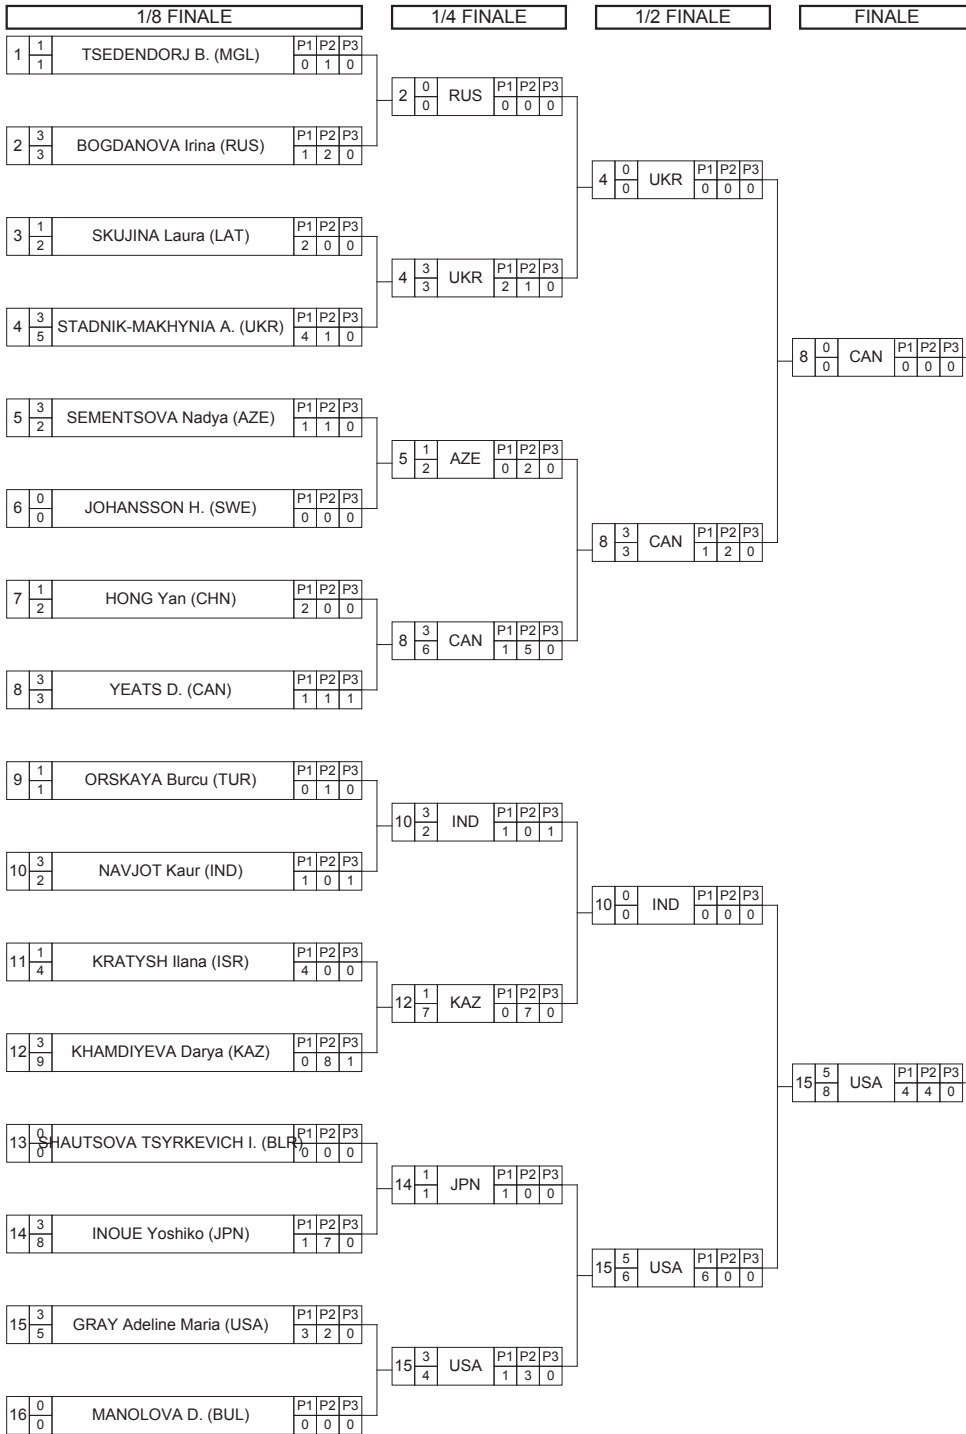 1/8 FINALE 1/4 FINALE 1/2 FINALE FINALE
1 1 1 TSEDENDORJ B. (MGL) P1 P2 P3 0 1 0
2 0 0 RUS P1 P2 P3 0 0 0
2 3 3 BOGDANOVA Irina (RUS) P1 P2 P3 1 2 0
4 0 0 UKR P1 P2 P3 0 0 0
3 1 2 SKUJINA Laura (LAT) P1 P2 P3 2 0 0
4 3 3 UKR P1 P2 P3 2 1 0
4 3 5 STADNIK-MAKHYNIA A. (UKR) P1 P2 P3 4 1 0
8 0 0 CAN P1 P2 P3 0 0 0
5 3 2 SEMENTSOVA Nadya (AZE) P1 P2 P3 1 1 0
5 1 2 AZE P1 P2 P3 0 2 0
6 0 0 JOHANSSON H. (SWE) P1 P2 P3 0 0 0
8 3 3 CAN P1 P2 P3 1 2 0
7 1 2 HONG Yan (CHN) P1 P2 P3 2 0 0
8 3 6 CAN P1 P2 P3 1 5 0
8 3 3 YEATS D. (CAN) P1 P2 P3 1 1 1
9 1 1 ORSKAYA Burcu (TUR) P1 P2 P3 0 1 0
10 3 2 IND P1 P2 P3 1 0 1
10 3 2 NAVJOT Kaur (IND) P1 P2 P3 1 0 1
10 0 0 IND P1 P2 P3 0 0 0
11 1 4 KRATYSH Ilana (ISR) P1 P2 P3 4 0 0
12 1 7 KAZ P1 P2 P3 0 7 0
12 3 9 KHAMDIYEVA Darya (KAZ) P1 P2 P3 0 8 1
15 5 8 USA P1 P2 P3 4 4 0
13 0 0 SHAUTSOVA TSYRKEVICH I. (BLR) P1 P2 P3 0 0 0
14 1 1 JPN P1 P2 P3 1 0 0
14 3 8 INOUE Yoshiko (JPN) P1 P2 P3 1 7 0
15 5 6 USA P1 P2 P3 6 0 0
15 3 5 GRAY Adeline Maria (USA) P1 P2 P3 3 2 0
15 3 4 USA P1 P2 P3 1 3 0
16 0 0 MANOLOVA D. (BUL) P1 P2 P3 0 0 0